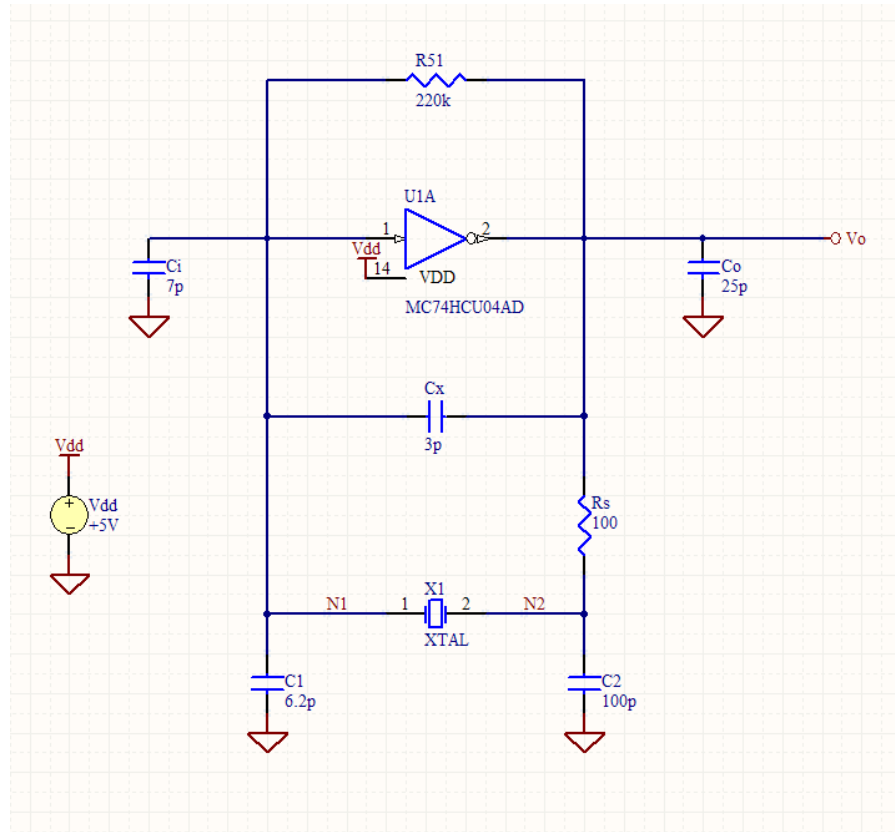 R51
220k
U1A
1
2
Vdd
14
VDD
MC74HCU04AD
Ci
7p
Co
25p
Vo
Cx
3p
Vdd
Vdd
+5V
Rs
100
X1
N1
1
2
N2
XTAL
C1
6.2p
C2
100p